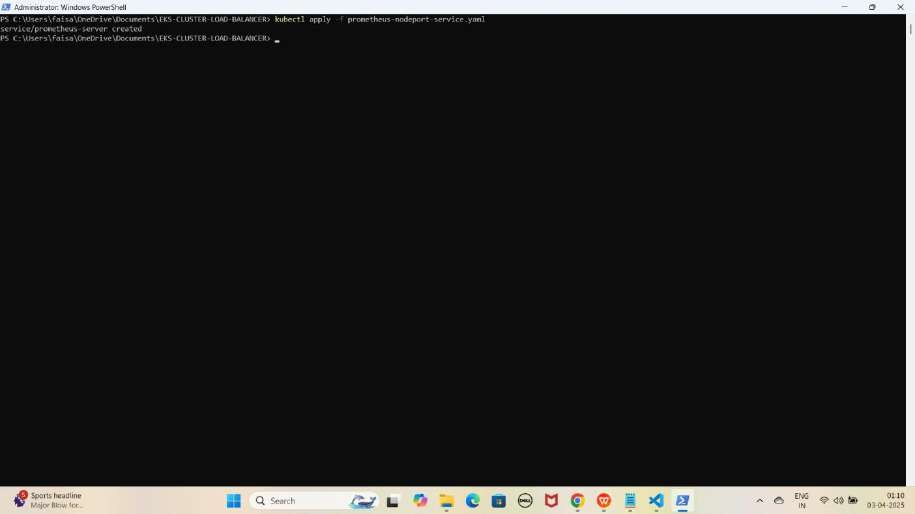 Administrator: Windows PowerShell
PS C:\Users\faisa\OneDrive\Documents\EKS-CLUSTER-LOAD-BALANCER> kubectl apply -f prometheus-nodeport-service.yaml
service/prometheus-server created
PS C:\Users\faisa\OneDrive\Documents\EKS-CLUSTER-LOAD-BALANCER> _
5
Sports headline
Major Blow for...
Search
DELL
ENG
IN
01:10
03-04-2025